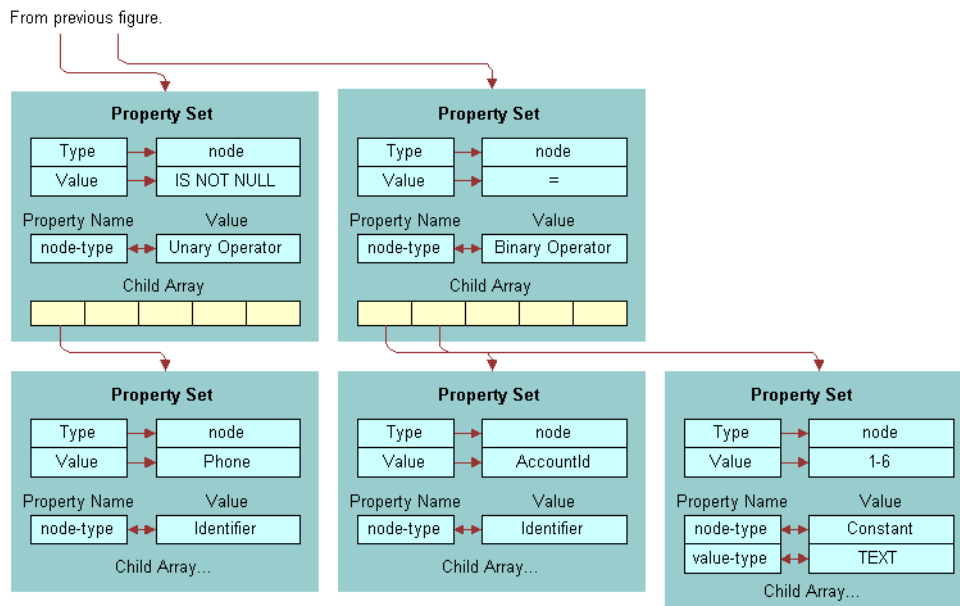 From previous figure.
Property Set
Type node
Value IS NOT NULL
Property Name Value
node-type Unary Operator
Child Array
Property Set
Type node
Value =
Property Name Value
node-type Binary Operator
Child Array
Property Set
Type node
Value Phone
Property Name Value
node-type Identifier
Child Array...
Property Set
Type node
Value AccountId
Property Name Value
node-type Identifier
Child Array...
Property Set
Type node
Value 1-6
Property Name Value
node-type Constant
value-type TEXT
Child Array...